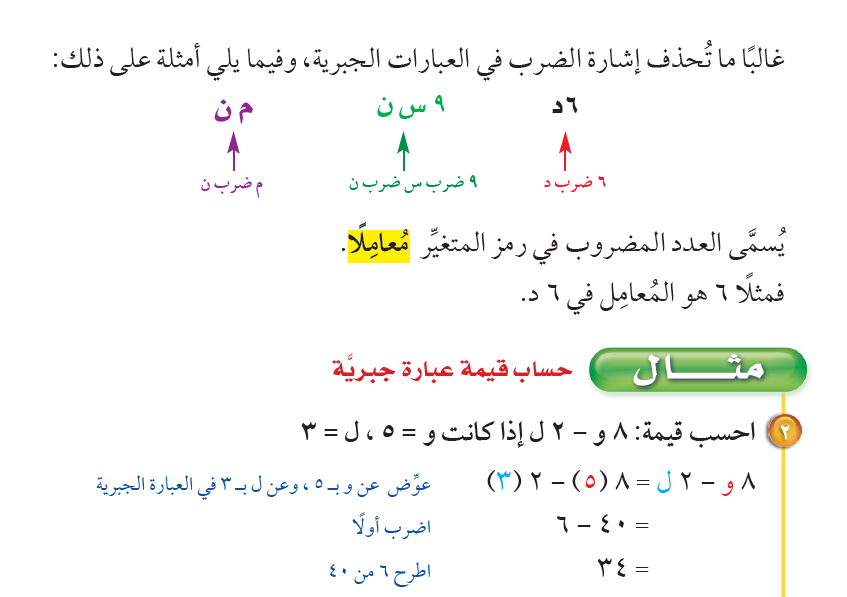 غالبًا ما تُحذف إشارة الضرب في العبارات الجبرية، وفيما يلي أمثلة على ذلك:
٦د ٩ س ن م ن
٦ ضرب د ٩ ضرب س ضرب ن م ضرب ن
يُسمَّى العدد المضروب في رمز المتغيِّر مُعامِلًا.
فمثلًا ٦ هو المُعامِل في ٦ د.
مثـــــال حساب قيمة عبارة جبريَّة
٢ احسب قيمة: ٨ و – ٢ ل إذا كانت و = ٥ ، ل = ٣
٨ و – ٢ ل = ٨ (٥) – ٢ (٣) عوِّض عن و بـ ٥ ، وعن ل بـ ٣ في العبارة الجبرية
= ٤٠ – ٦ اضرب أولًا
= ٣٤ اطرح ٦ من ٤٠